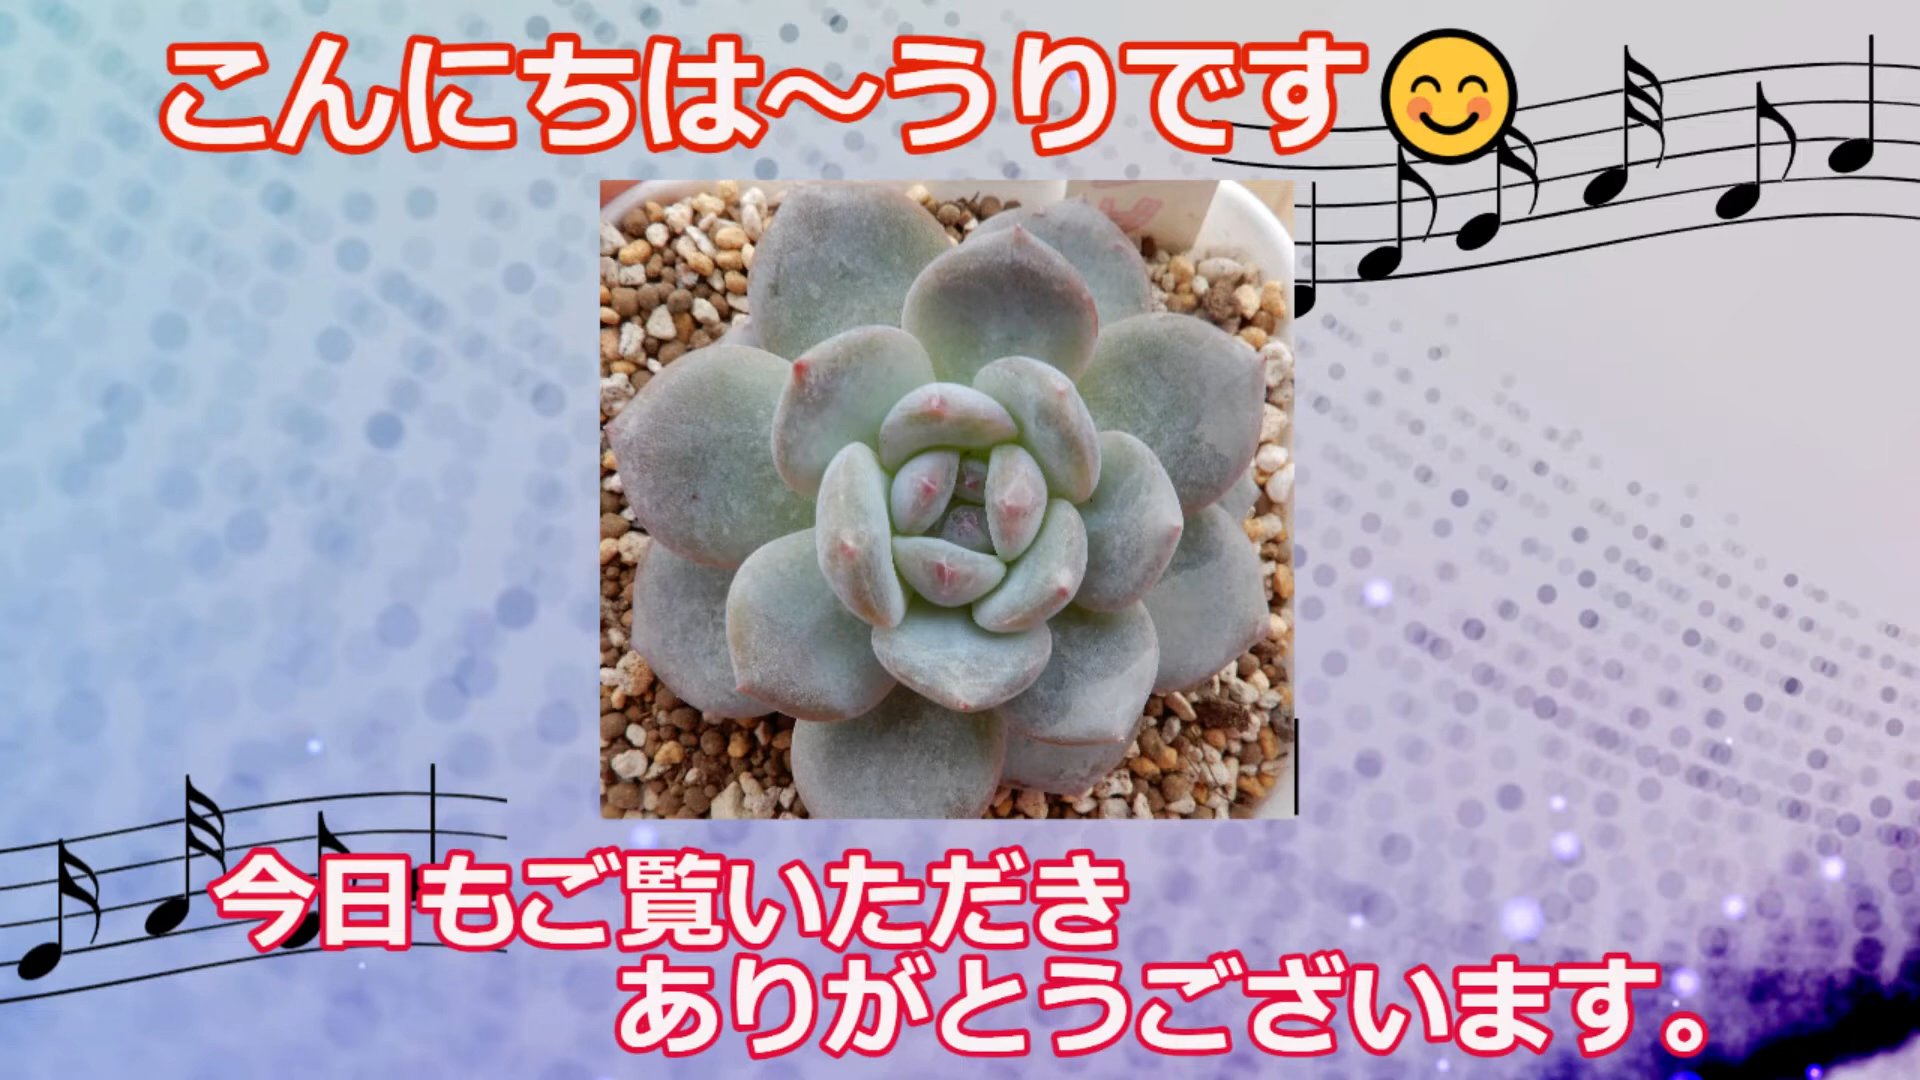 こんにちは～うりです😊
今日もご覧いただき
ありがとうございます。